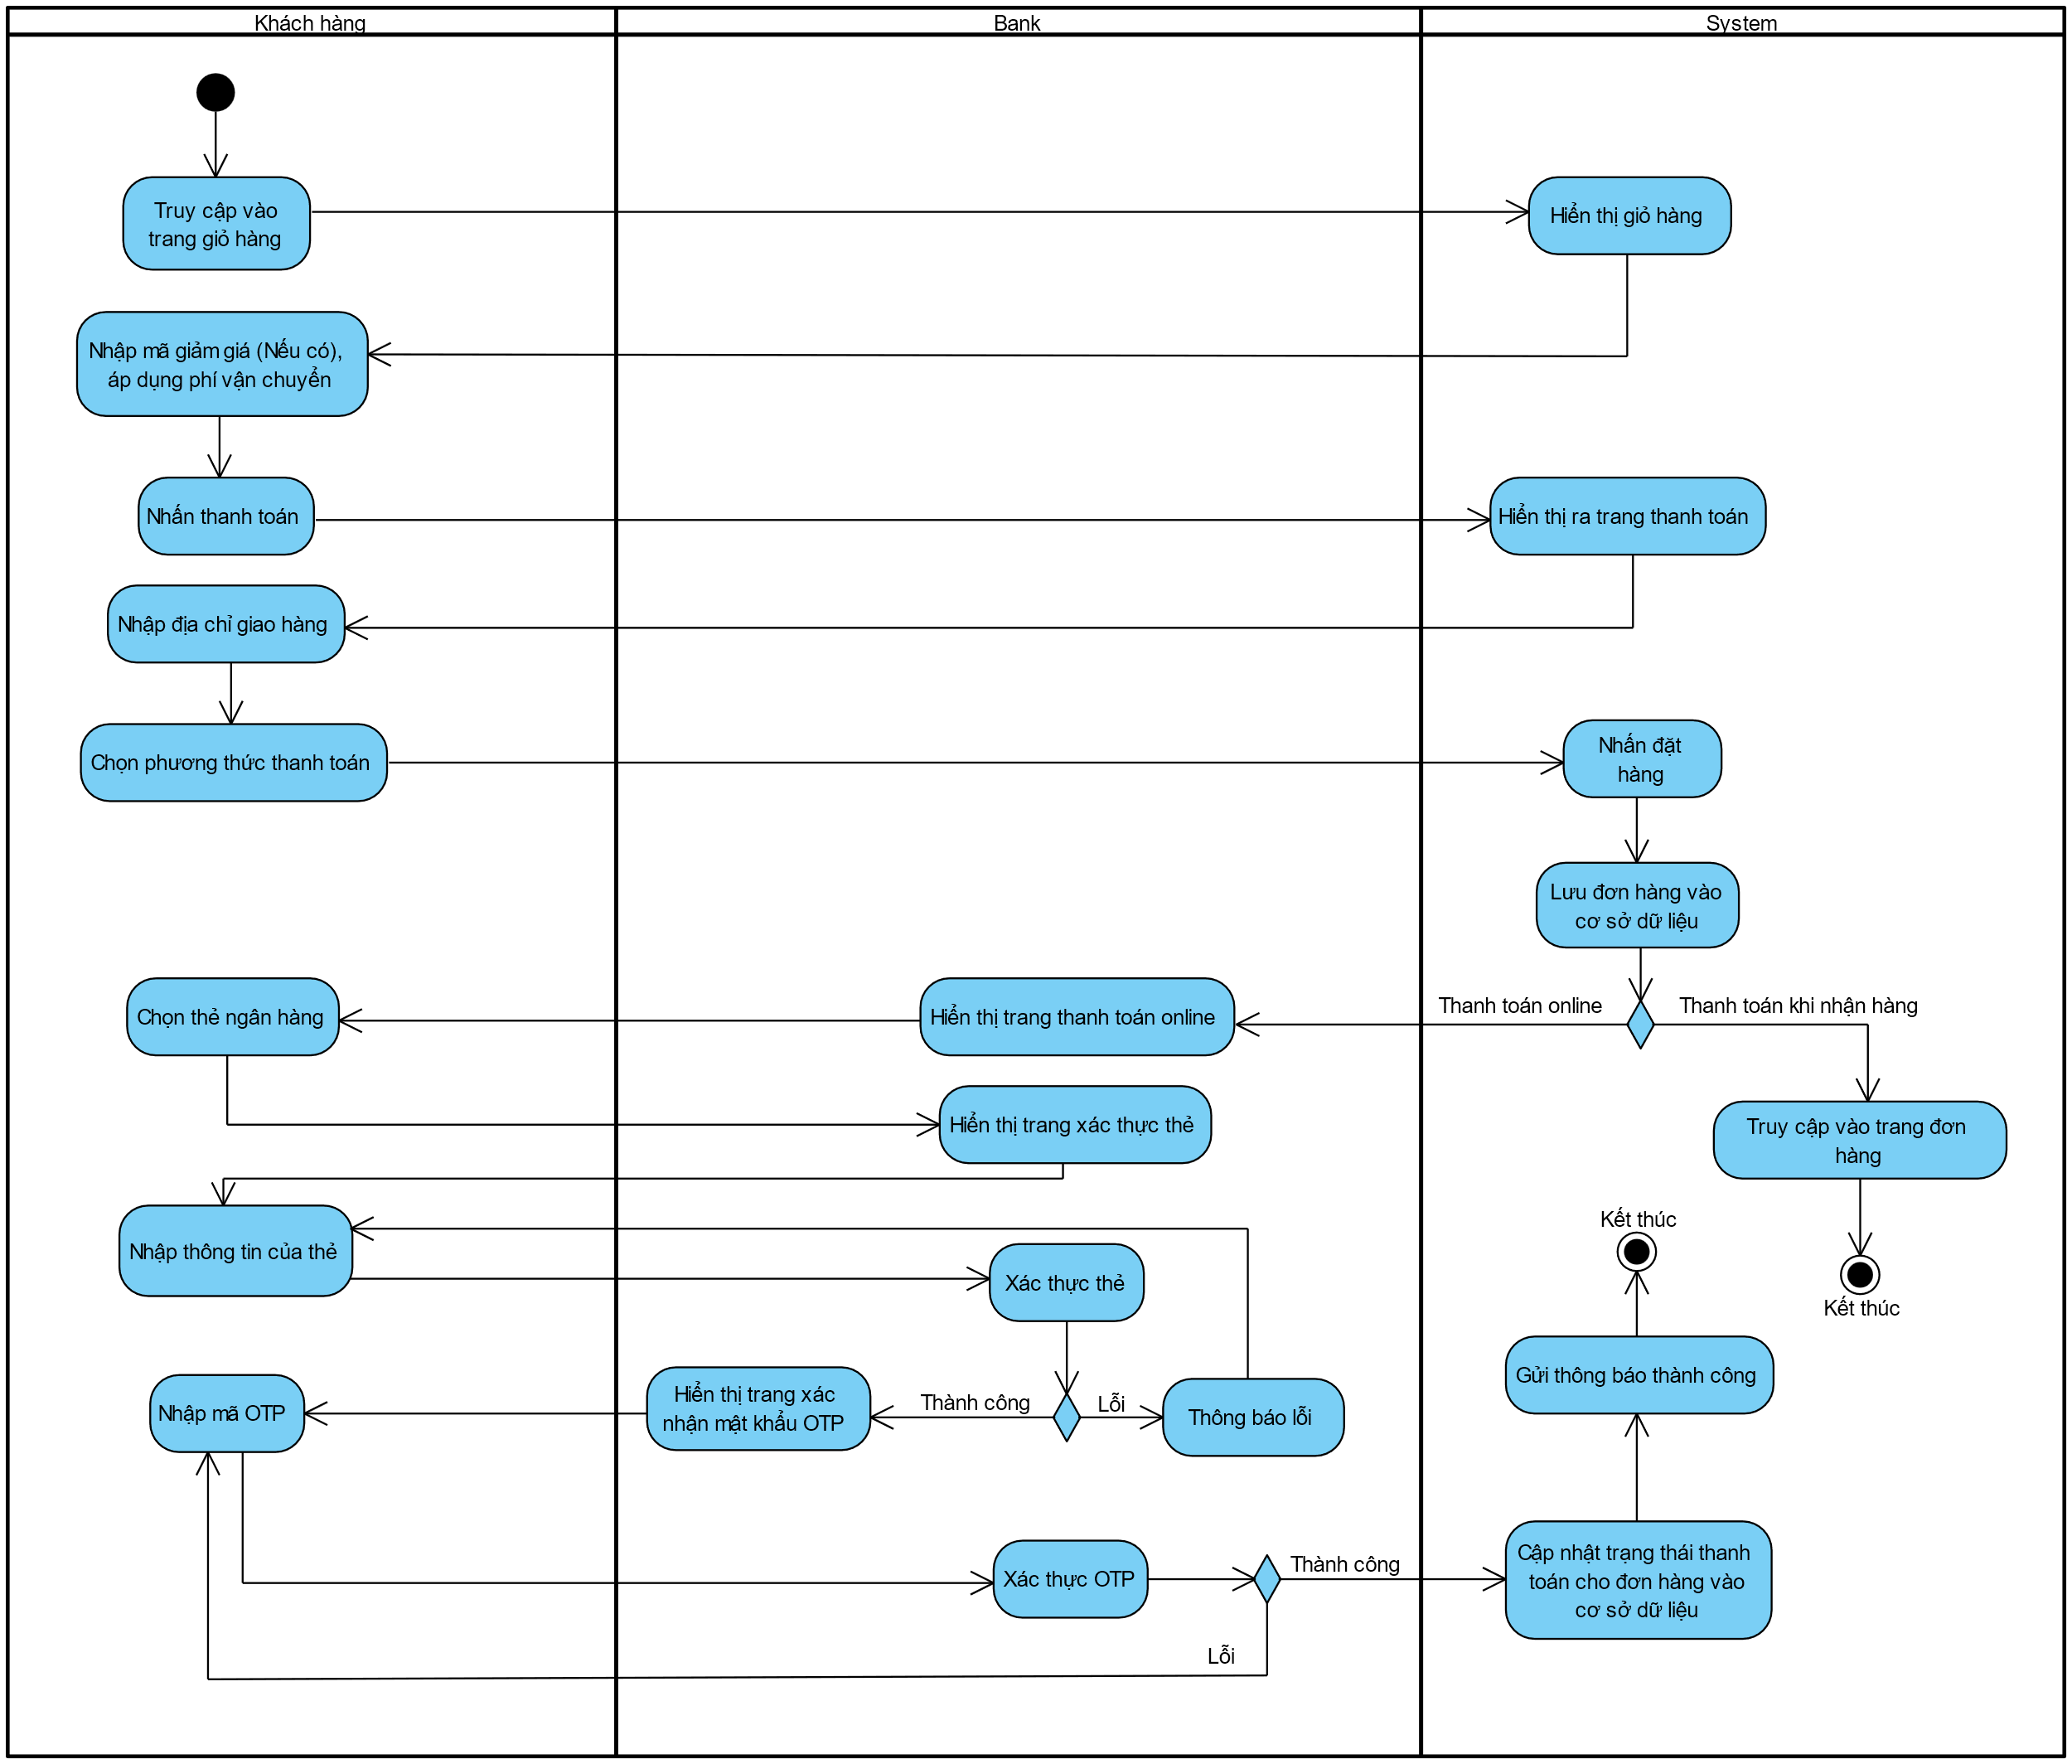 Khách hàng
Bank
System
Truy cập vào
trang giỏ hàng
Hiển thị giỏ hàng
Nhập mã giảm giá (Nếu có),
áp dụng phí vận chuyển
Nhấn thanh toán
Hiển thị ra trang thanh toán
Nhập địa chỉ giao hàng
Chọn phương thức thanh toán
Nhấn đặt
hàng
Lưu đơn hàng vào
cơ sở dữ liệu
Thanh toán online
Thanh toán khi nhận hàng
Hiển thị trang thanh toán online
Chọn thẻ ngân hàng
Hiển thị trang xác thực thẻ
Truy cập vào trang đơn
hàng
Kết thúc
Nhập thông tin của thẻ
Xác thực thẻ
Kết thúc
Gửi thông báo thành công
Thành công
Lỗi
Thông báo lỗi
Hiển thị trang xác
nhận mật khẩu OTP
Nhập mã OTP
Xác thực OTP
Thành công
Cập nhật trạng thái thanh
toán cho đơn hàng vào
cơ sở dữ liệu
Lỗi